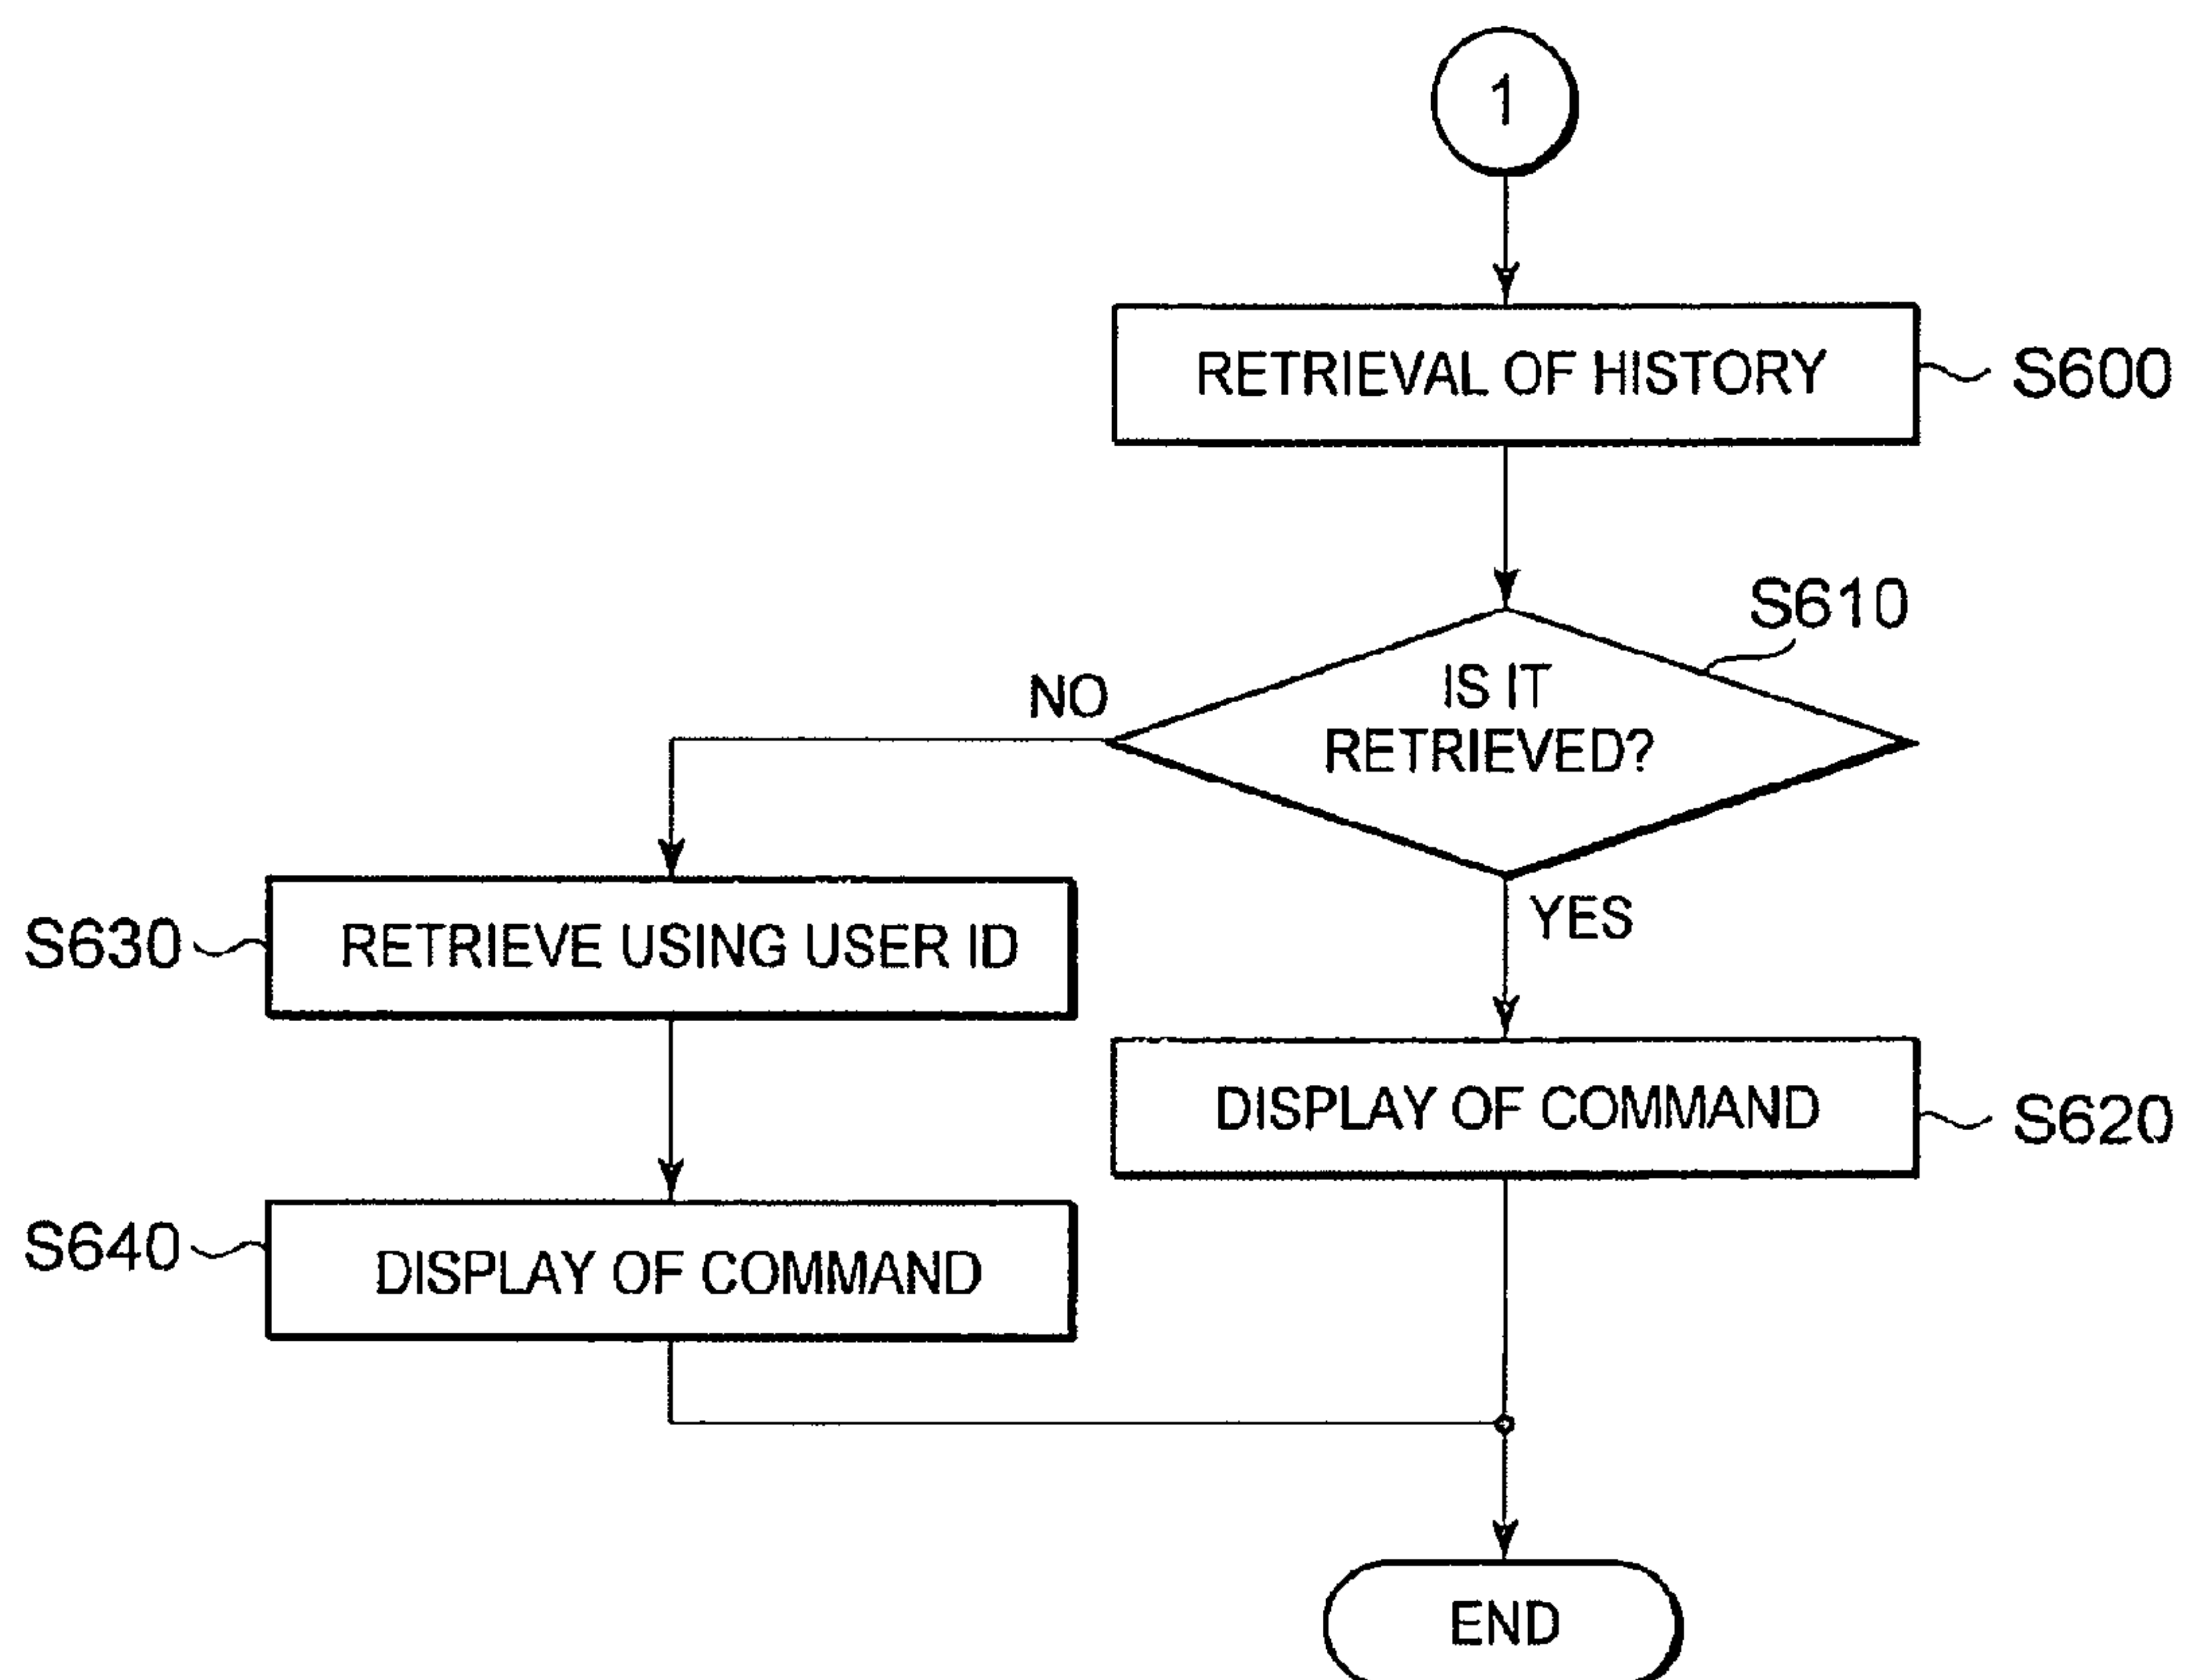 1
RETRIEVAL OF HISTORY
S600
S610
IS IT
RETRIEVED?
NO
YES
S630
RETRIEVE USING USER ID
DISPLAY OF COMMAND
S620
S640
DISPLAY OF COMMAND
END